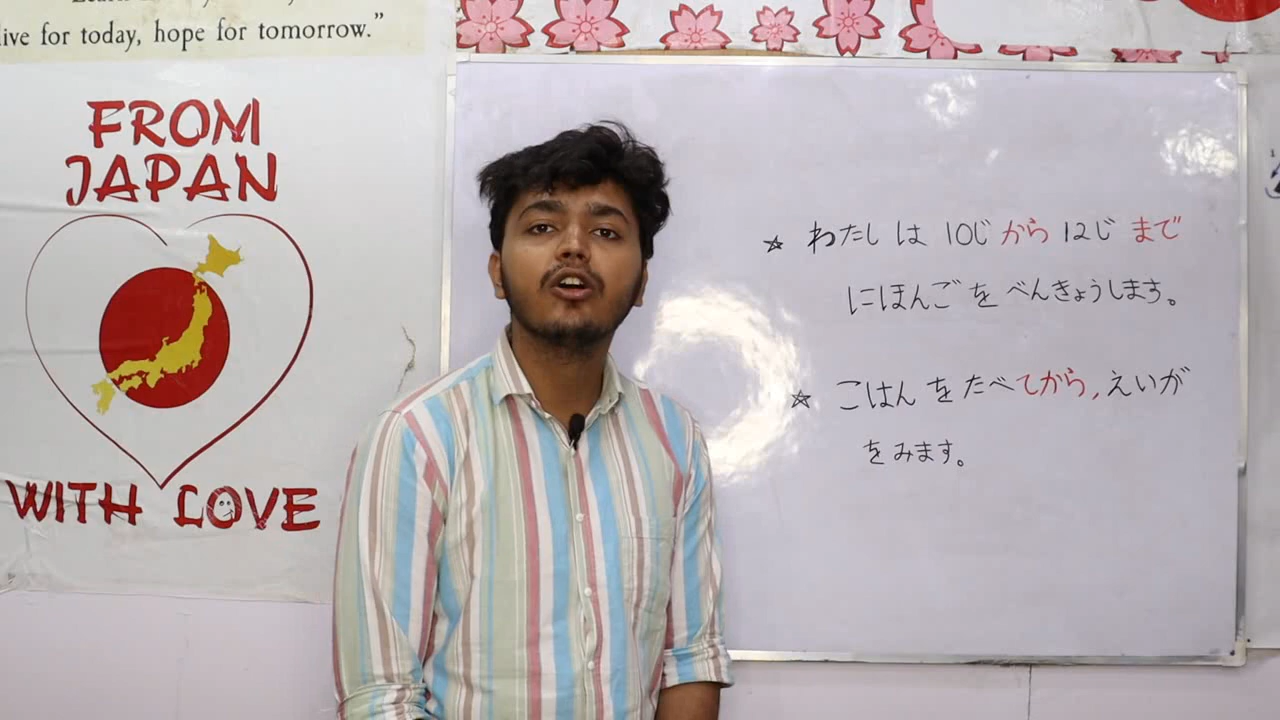 live for today, hope for tomorrow.”
FROM
JAPAN
WITH LOVE
☆ わたし は 10じ から 12じ まで
にほんご を べんきょうします。
☆ ごはん を たべてから, えいが
を みます。